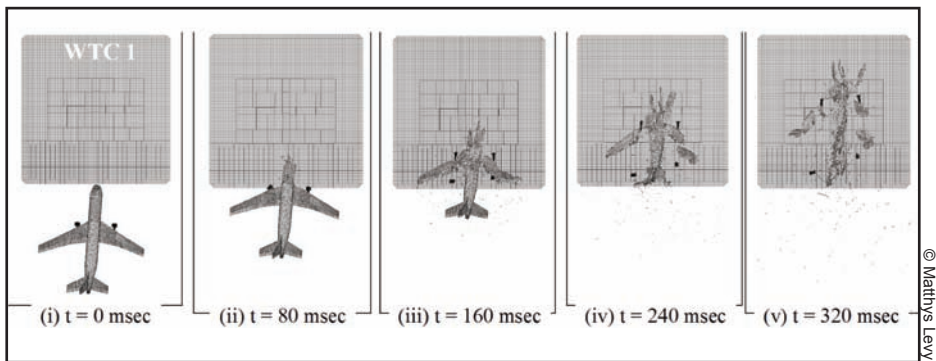 WTC 1
(i) t = 0 msec
(ii) t = 80 msec
(iii) t = 160 msec
(iv) t = 240 msec
(v) t = 320 msec
© Matthys Levy